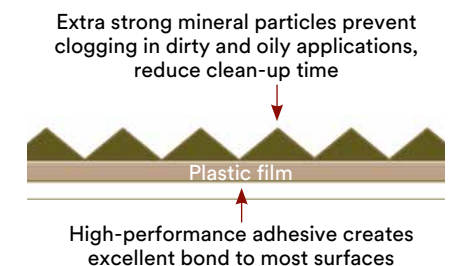 Extra strong mineral particles prevent
clogging in dirty and oily applications,
reduce clean-up time
Plastic film
High-performance adhesive creates
excellent bond to most surfaces